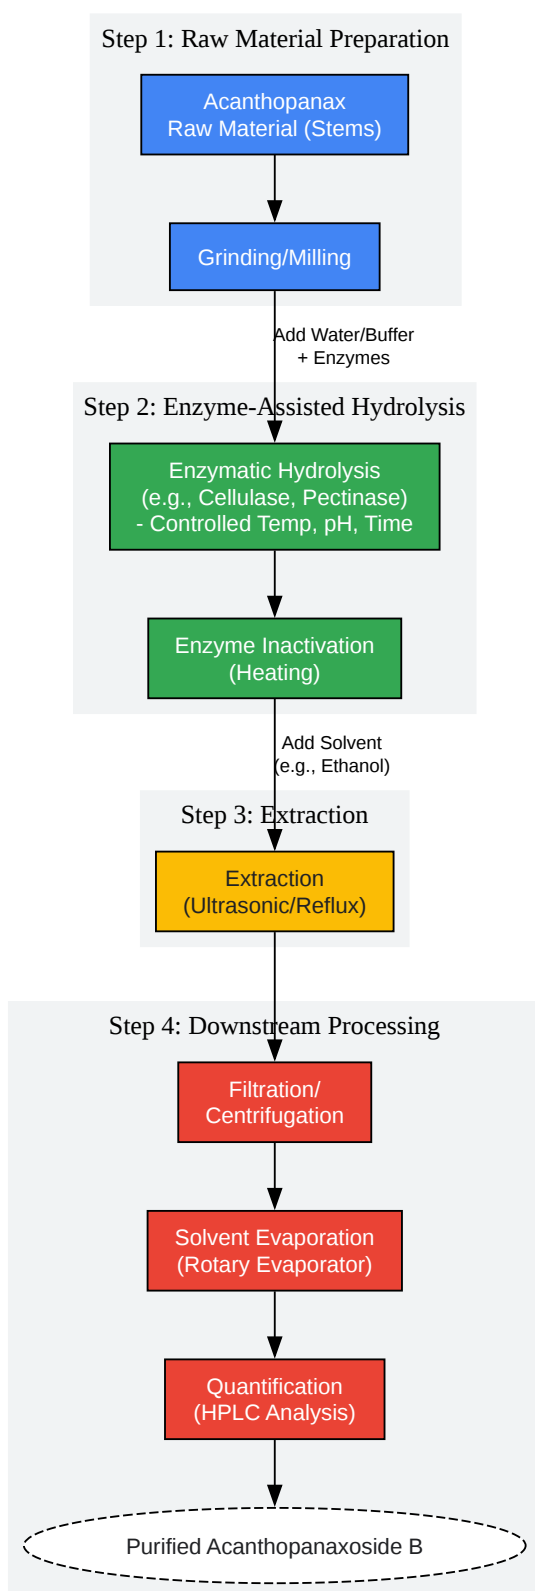 Step 1: Raw Material Preparation
Acanthopanax
Raw Material (Stems)
Grinding/Milling
Add Water/Buffer
+ Enzymes
Step 2: Enzyme-Assisted Hydrolysis
Enzymatic Hydrolysis
(e.g., Cellulase, Pectinase)
- Controlled Temp, pH, Time
Enzyme Inactivation
(Heating)
Add Solvent
(e.g., Ethanol)
Step 3: Extraction
Extraction
(Ultrasonic/Reflux)
Step 4: Downstream Processing
Filtration/
Centrifugation
Solvent Evaporation
(Rotary Evaporator)
Quantification
(HPLC Analysis)
Purified Acanthopanaxoside B